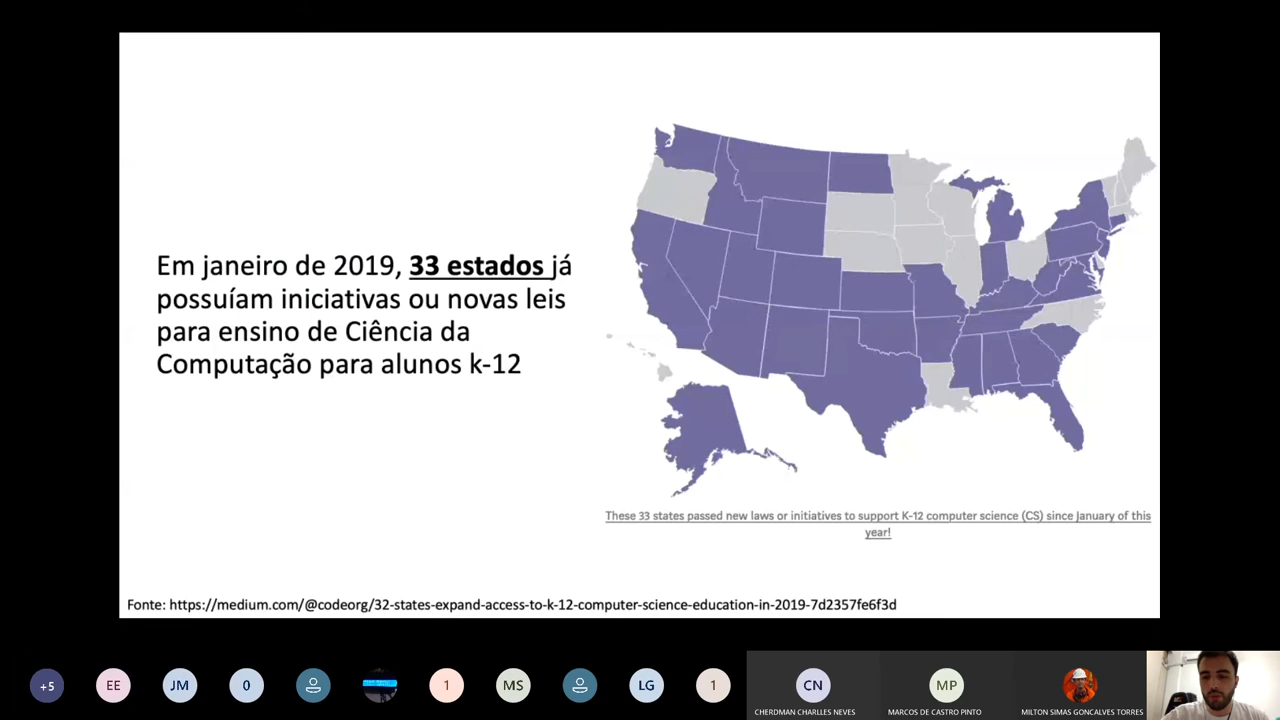 Em janeiro de 2019, 33 estados já
possuíam iniciativas ou novas leis
para ensino de Ciência da
Computação para alunos k-12
These 33 states passed new laws or initiatives to support K-12 computer science (CS) since January of this
year!
Fonte: https://medium.com/@codeorg/32-states-expand-access-to-k-12-computer-science-education-in-2019-7d2357fe6f3d
+5
EE
JM
0
1
MS
LG
1
CN
MP
CHERDMAN CHARLLES NEVES
MARCOS DE CASTRO PINTO
MILTON SIMAS GONCALVES TORRES